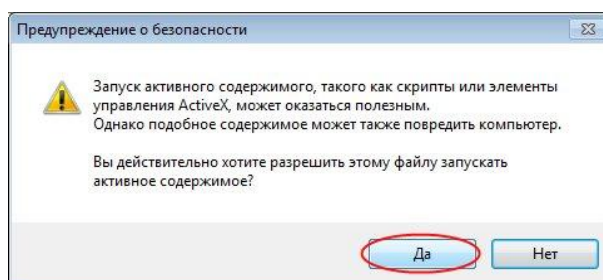 Предупреждение о безопасности
Запуск активного содержимого, такого как скрипты или элементы
управления ActiveX, может оказаться полезным.
Однако подобное содержимое может также повредить компьютер.
Вы действительно хотите разрешить этому файлу запускать
активное содержимое?
Да
Нет